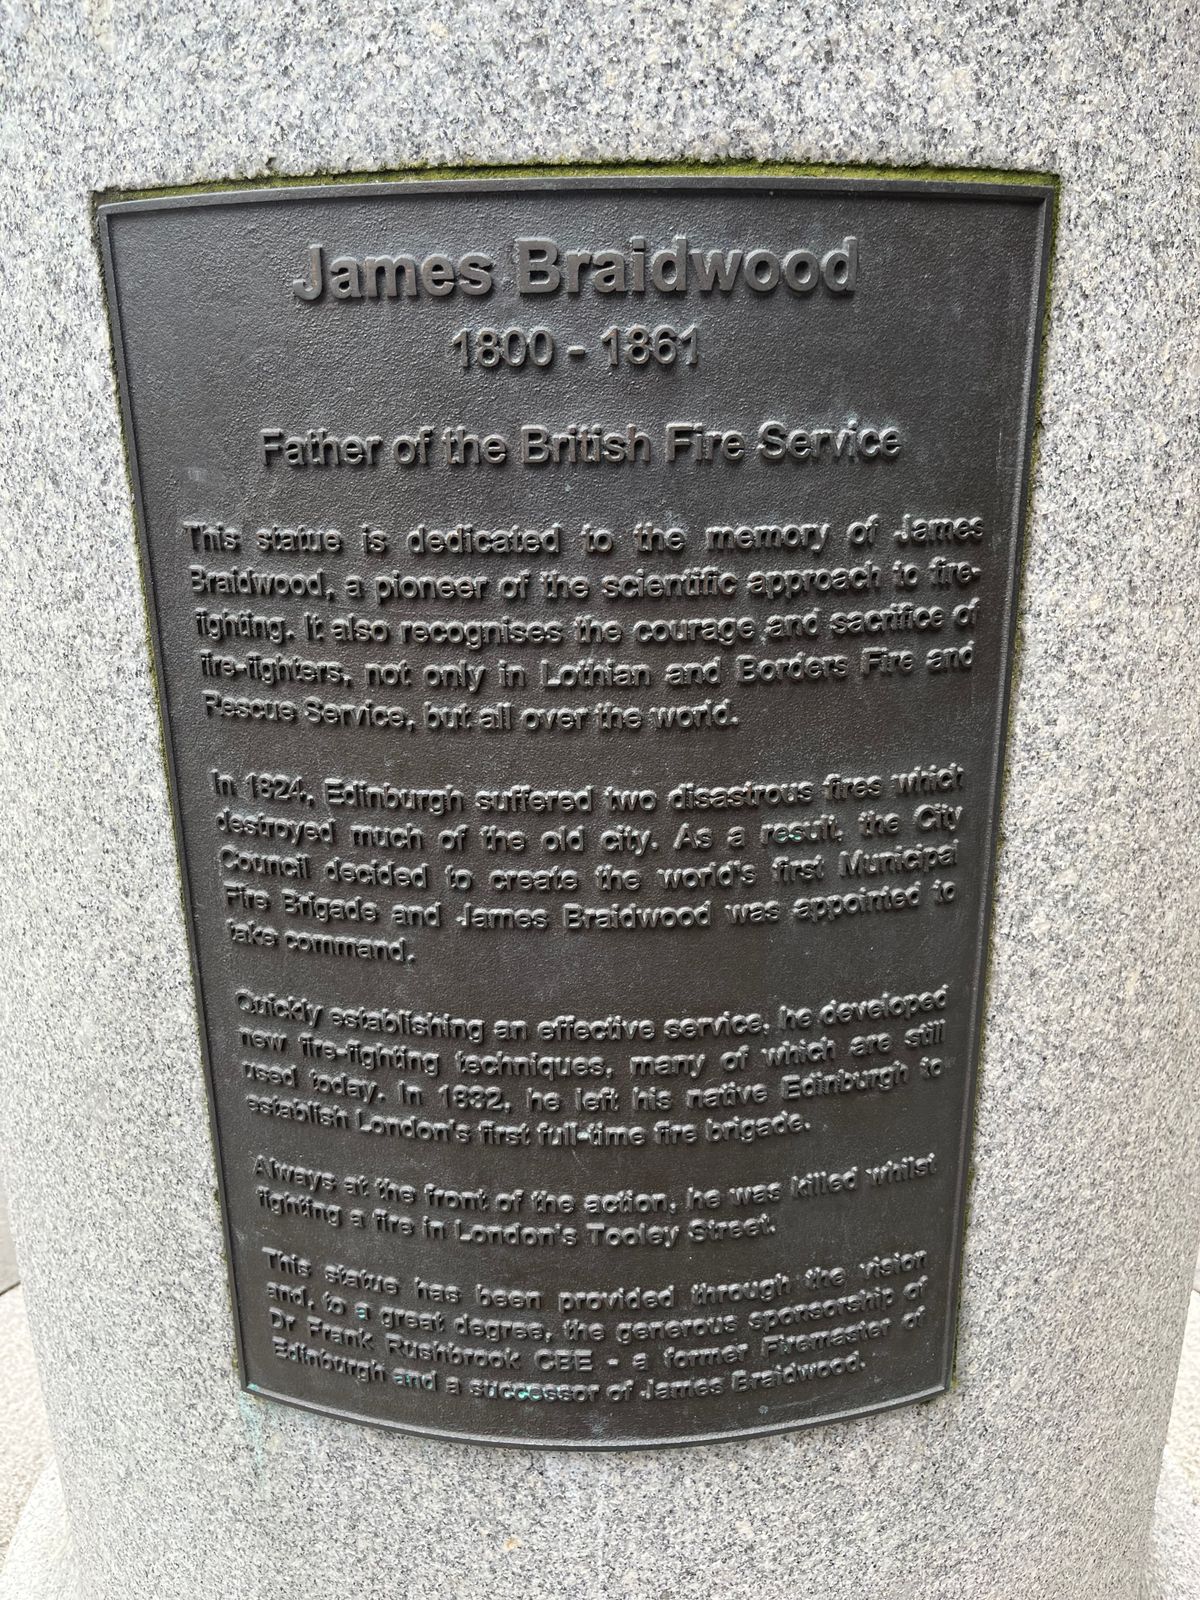 James Braidwood
1800 - 1861
Father of the British Fire Service
This statue is dedicated to the memory of James
Braidwood, a pioneer of the scientific approach to fire-
fighting. It also recognises the courage and sacrifice of
fire-fighters, not only in Lothian and Borders Fire and
Rescue Service, but all over the world.
In 1824, Edinburgh suffered two disastrous fires which
destroyed much of the old city. As a result, the City
Council decided to create the world's first Municipal
Fire Brigade and James Braidwood was appointed to
take command.
Quickly establishing an effective service, he developed
new fire-fighting techniques, many of which are still
used today. In 1832, he left his native Edinburgh to
establish London's first full-time fire brigade.
Always at the front of the action, he was killed whilst
fighting a fire in London's Tooley Street.
This statue has been provided through the vision
and, to a great degree, the generous sponsorship of
Dr Frank Rushbrook CBE - a former Firemaster of
Edinburgh and a successor of James Braidwood.